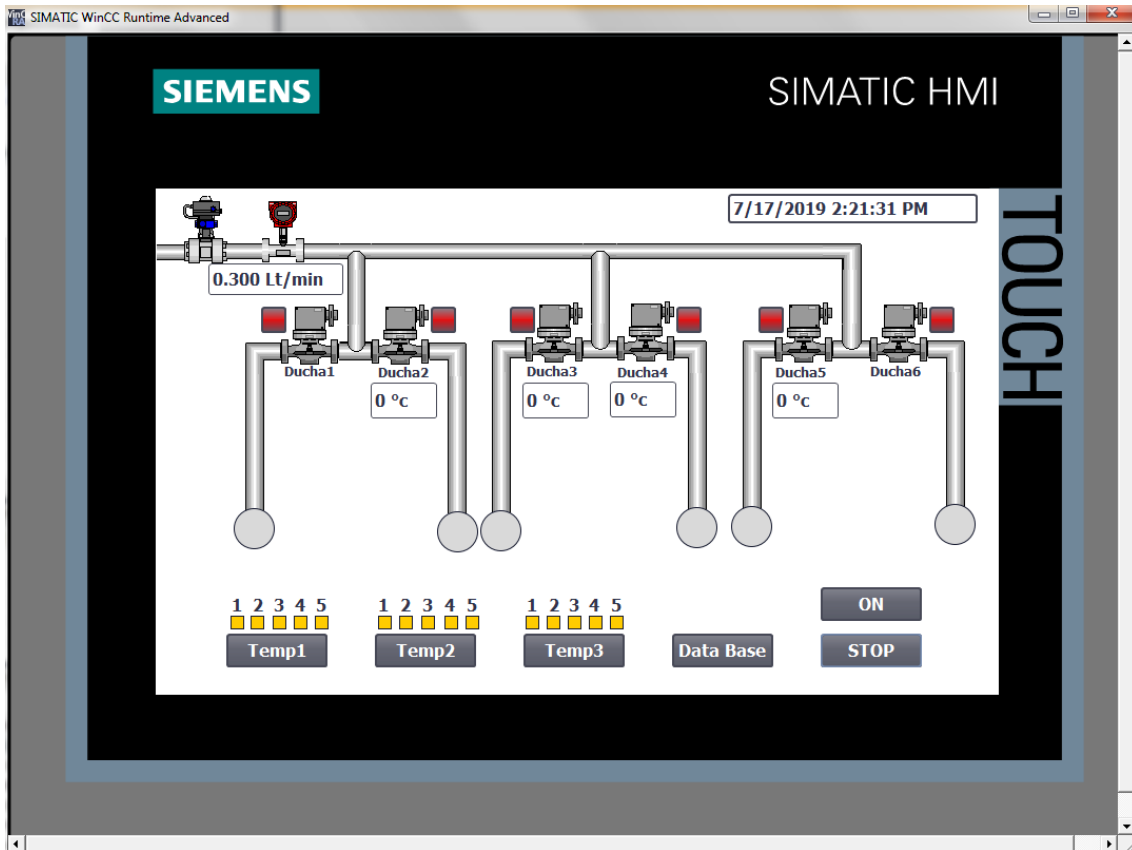 SIMATIC WinCC Runtime Advanced
SIEMENS
SIMATIC HMI
TOUCH
7/17/2019 2:21:31 PM
0.300 Lt/min
Ducha1
Ducha2
Ducha3
Ducha4
Ducha5
Ducha6
0 °c
0 °c
0 °c
0 °c
1 2 3 4 5
1 2 3 4 5
1 2 3 4 5
ON
Temp1
Temp2
Temp3
Data Base
STOP